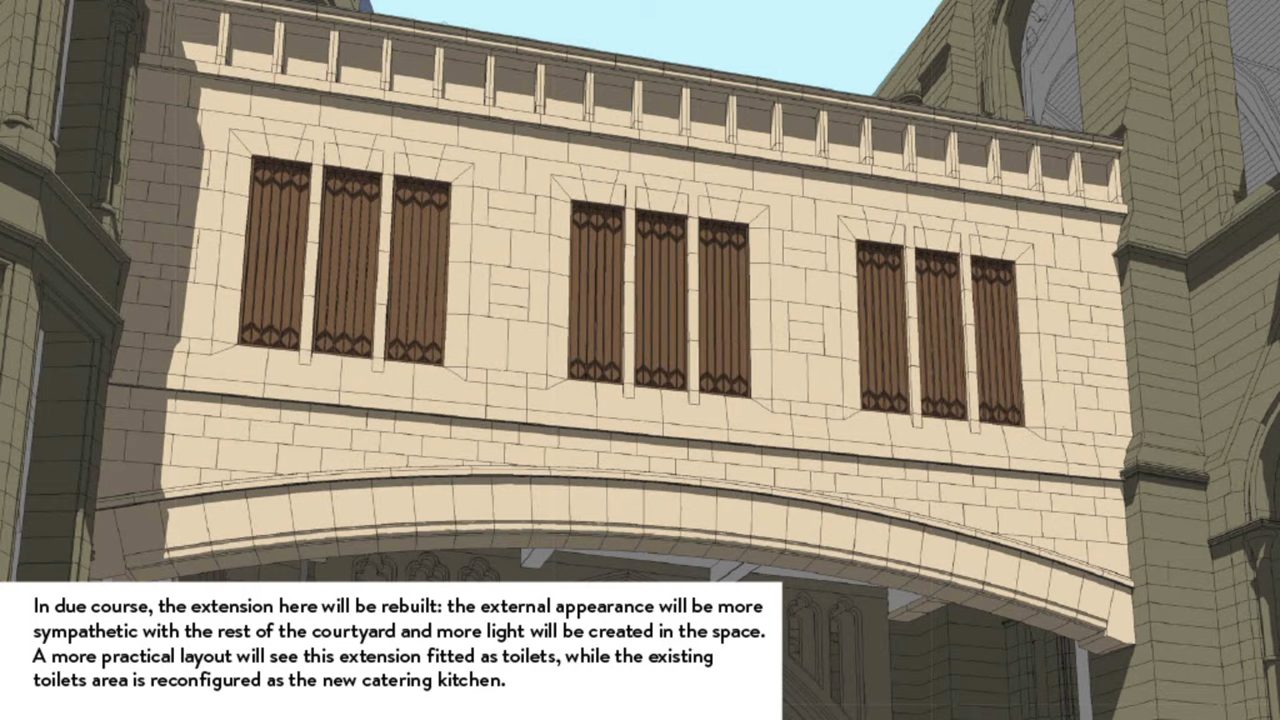 In due course, the extension here will be rebuilt: the external appearance will be more
sympathetic with the rest of the courtyard and more light will be created in the space.
A more practical layout will see this extension fitted as toilets, while the existing
toilets area is reconfigured as the new catering kitchen.